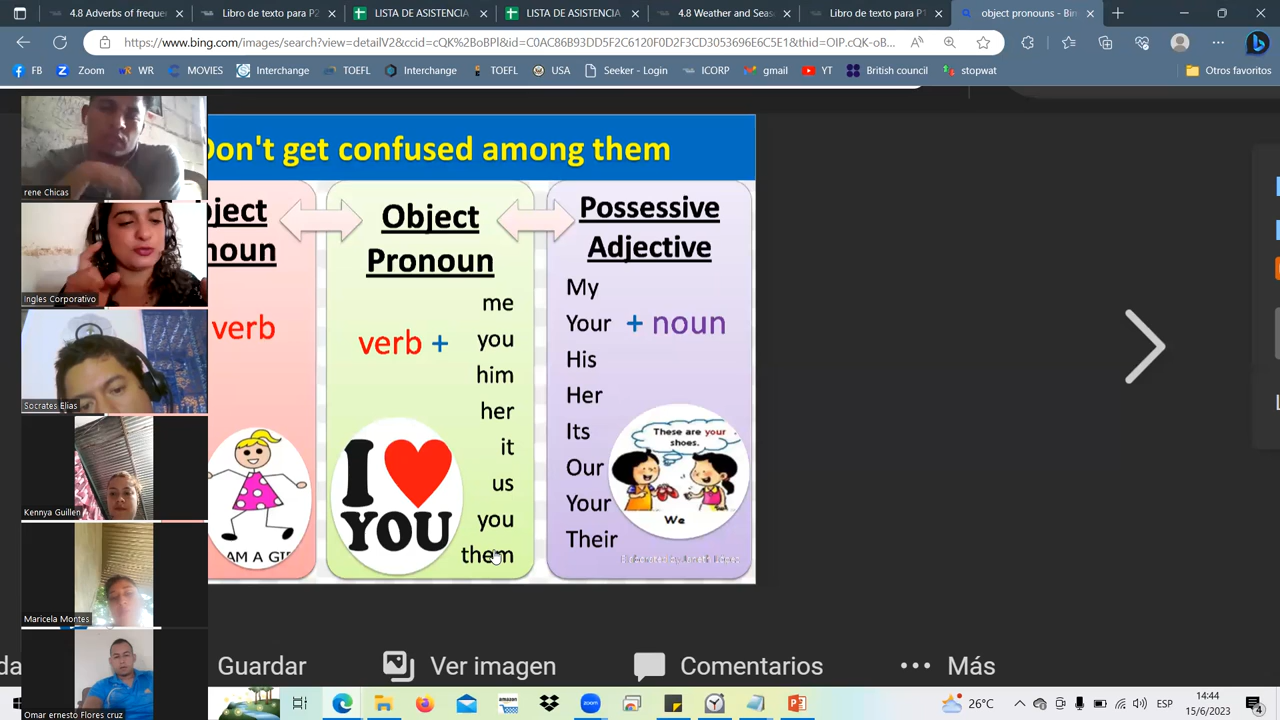 4.8 Adverbs of frequen
Libro de texto para P2
LISTA DE ASISTENCIA
LISTA DE ASISTENCIA
4.8 Weather and Seas
Libro de texto para P1
object pronouns - Bin
https://www.bing.com/images/search?view=detailV2&ccid=cQK%2BoBPl&id=C0AC86B93DD5F2C6120F0D2F3CD3053696E6C5E1&thid=OIP.cQK-oB...
FB
Zoom
WR
MOVIES
Interchange
TOEFL
Interchange
TOEFL
USA
Seeker - Login
ICORP
gmail
YT
British council
stopwat
Otros favoritos
on't get confused among them
rene Chicas
Ingles Corporativo
Socrates Elias
Kennya Guillen
Maricela Montes
Omar ernesto Flores cruz
bject
noun
verb
AM A GI
Object
Pronoun
verb +
me
you
him
her
it
us
you
them
I
YOU
Possessive
Adjective
My
Your
His
Her
Its
Our
Your
Their
+ noun
These are your
shoes.
We
Guardar
Ver imagen
Comentarios
Más
26°C
ESP
14:44
15/6/2023
4